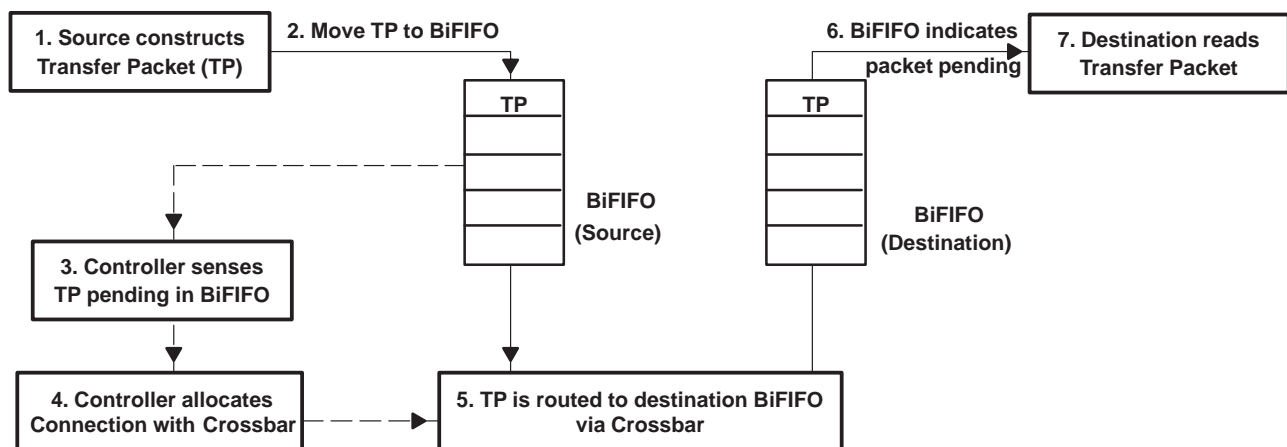 1. Source constructs
Transfer Packet (TP)
2. Move TP to BiFIFO
TP
BiFIFO
(Source)
3. Controller senses
TP pending in BiFIFO
4. Controller allocates
Connection with Crossbar
5. TP is routed to destination BiFIFO
via Crossbar
TP
BiFIFO
(Destination)
6. BiFIFO indicates
packet pending
7. Destination reads
Transfer Packet